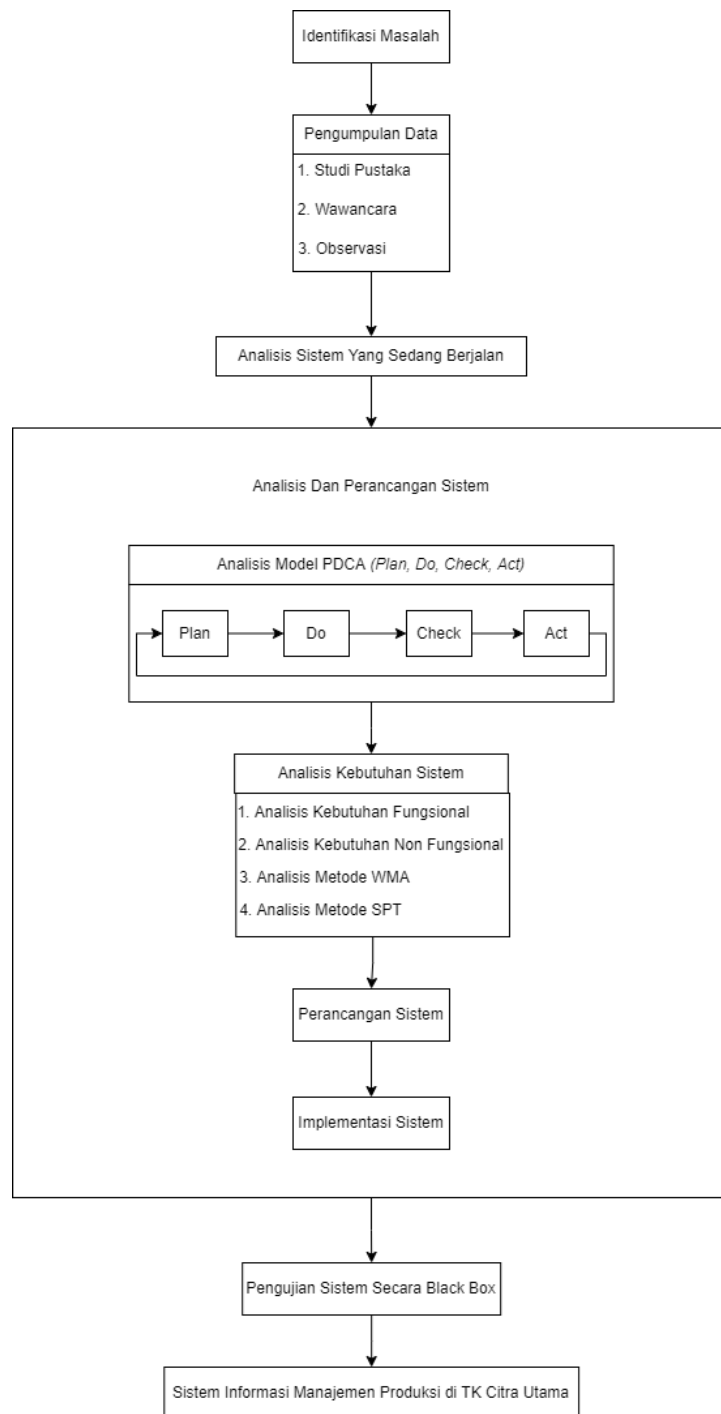 Identifikasi Masalah
Pengumpulan Data
1. Studi Pustaka
2. Wawancara
3. Observasi
Analisis Sistem Yang Sedang Berjalan
Analisis Dan Perancangan Sistem
Analisis Model PDCA (Plan, Do, Check, Act)
Plan
Do
Check
Act
Analisis Kebutuhan Sistem
1. Analisis Kebutuhan Fungsional
2. Analisis Kebutuhan Non Fungsional
3. Analisis Metode WMA
4. Analisis Metode SPT
Perancangan Sistem
Implementasi Sistem
Pengujian Sistem Secara Black Box
Sistem Informasi Manajemen Produksi di TK Citra Utama